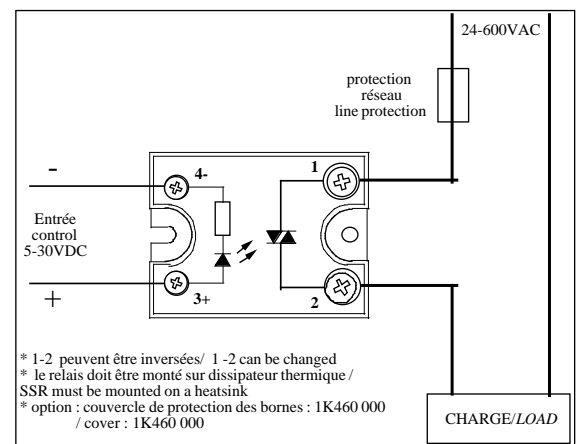 24-600VAC
protection
réseau
line protection
1
4-
-
Entrée
control
5-30VDC
+
3+
2
* 1-2 peuvent être inversées/ 1 -2 can be changed
* le relais doit être monté sur dissipateur thermique /
SSR must be mounted on a heatsink
* option : couvercle de protection des bornes : 1K460 000
/ cover : 1K460 000
CHARGE/LOAD